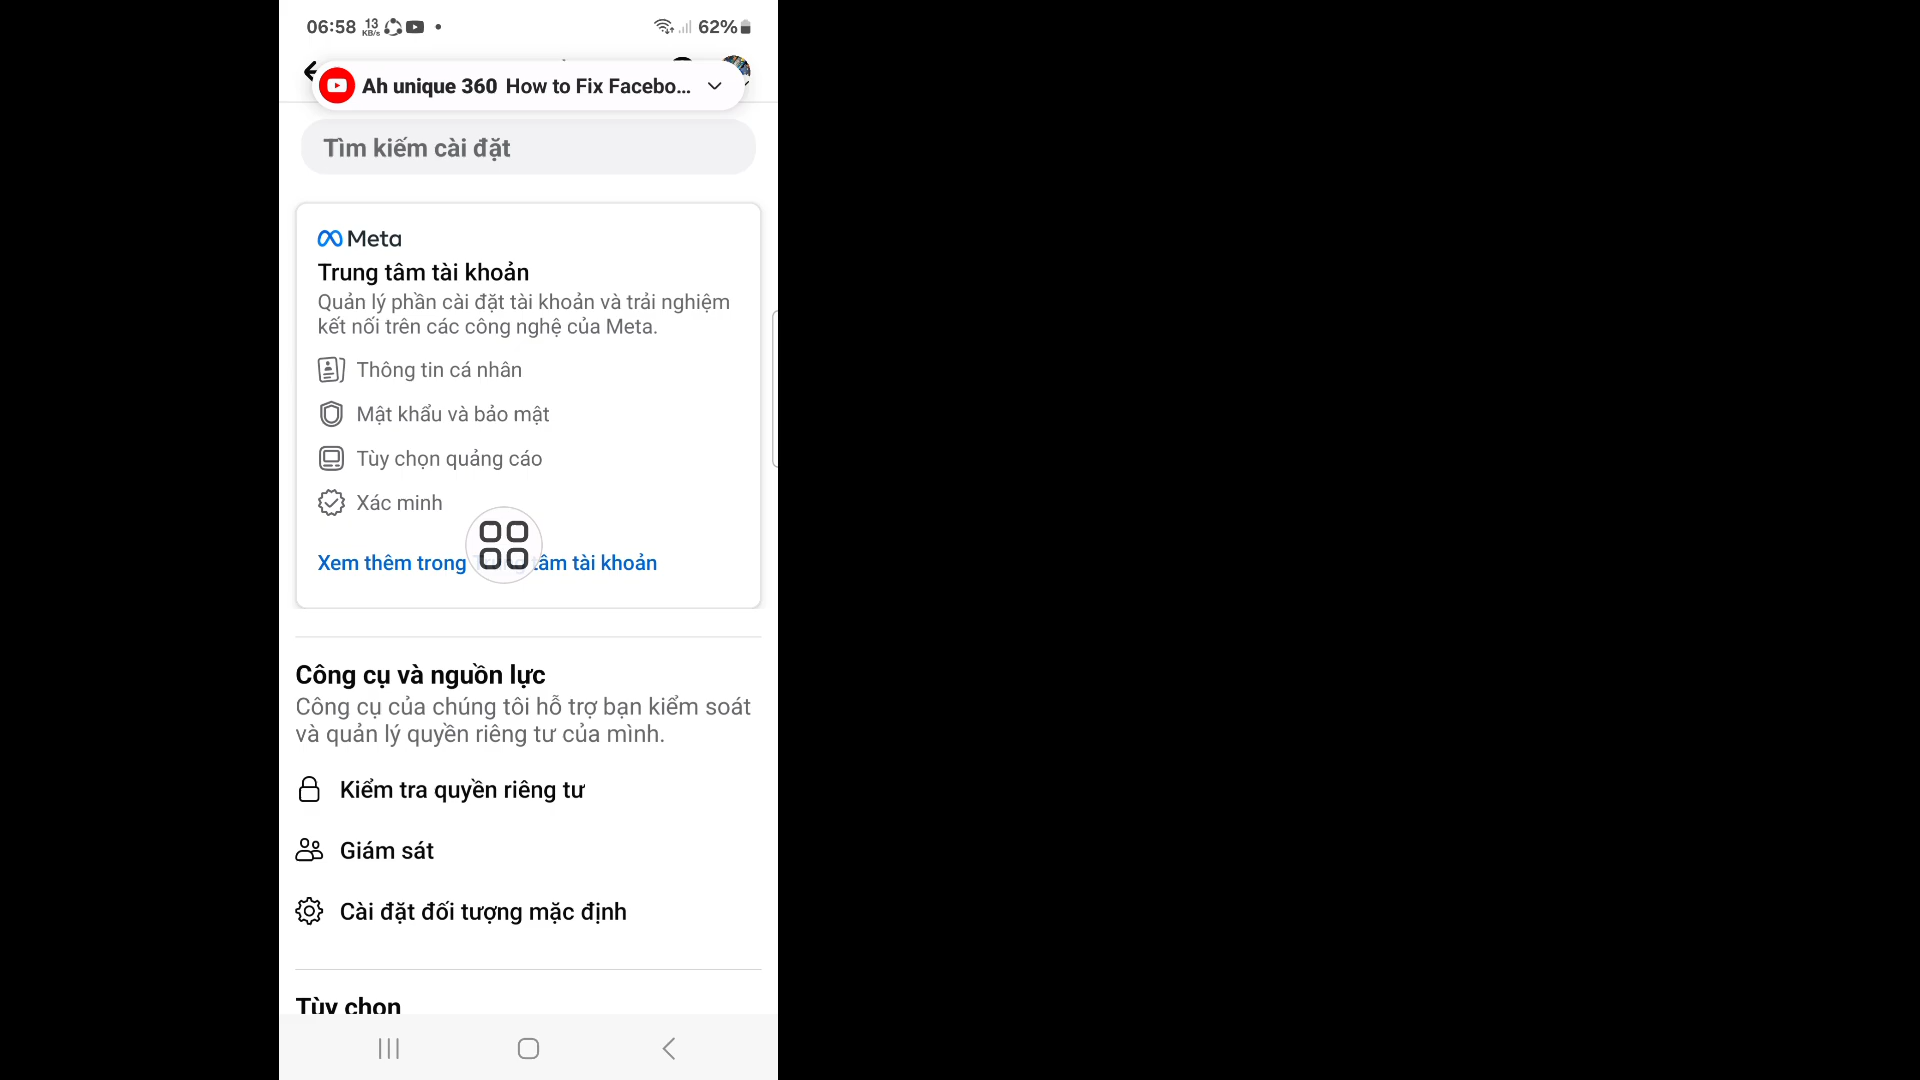 06:58 13 KB/s 62%
Ah unique 360 How to Fix Facebo...
Tìm kiếm cài đặt
Meta
Trung tâm tài khoản
Quản lý phần cài đặt tài khoản và trải nghiệm
kết nối trên các công nghệ của Meta.
Thông tin cá nhân
Mật khẩu và bảo mật
Tùy chọn quảng cáo
Xác minh
Xem thêm trong tâm tài khoản
Công cụ và nguồn lực
Công cụ của chúng tôi hỗ trợ bạn kiểm soát
và quản lý quyền riêng tư của mình.
Kiểm tra quyền riêng tư
Giám sát
Cài đặt đối tượng mặc định
Tùy chọn